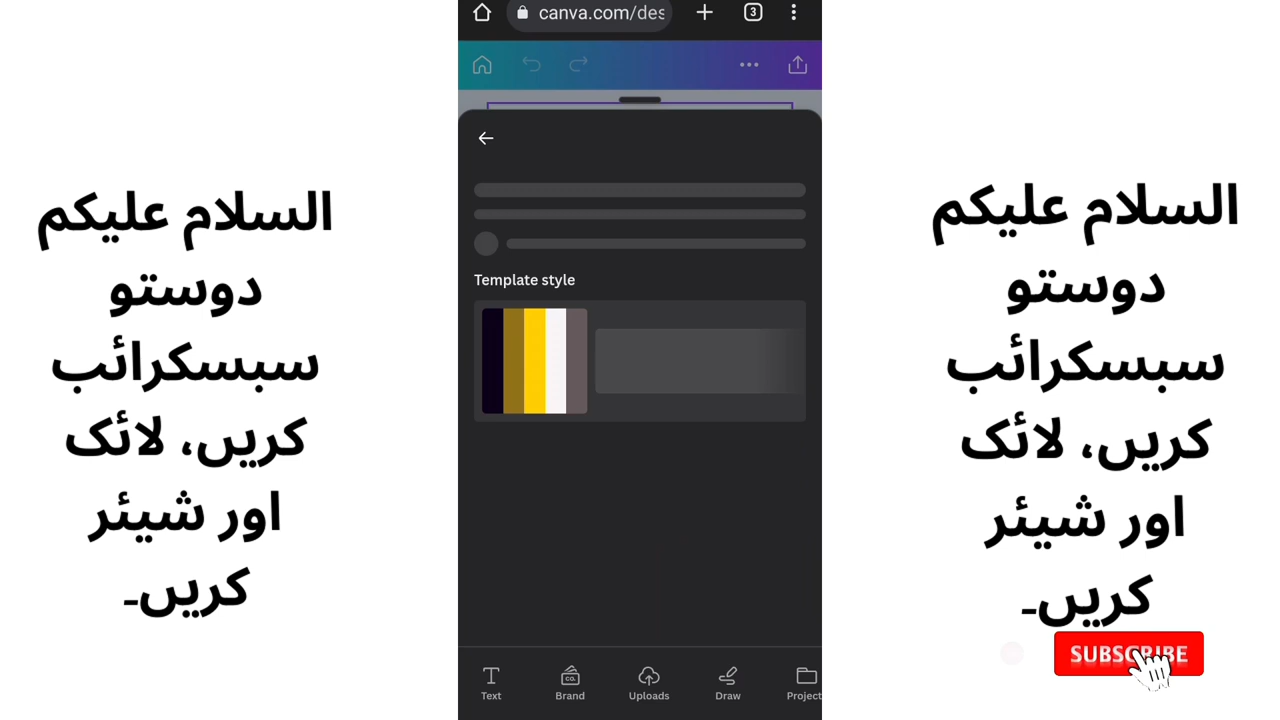 السلام علیکم
دوستو
سبسکرائب
کریں، لائک
اور شیئر
کریں۔
canva.com/des
3
Template style
CO.
Text
Brand
Uploads
Draw
Project
السلام علیکم
دوستو
سبسکرائب
کریں، لائک
اور شیئر
کریں۔
SUBSCRIBE